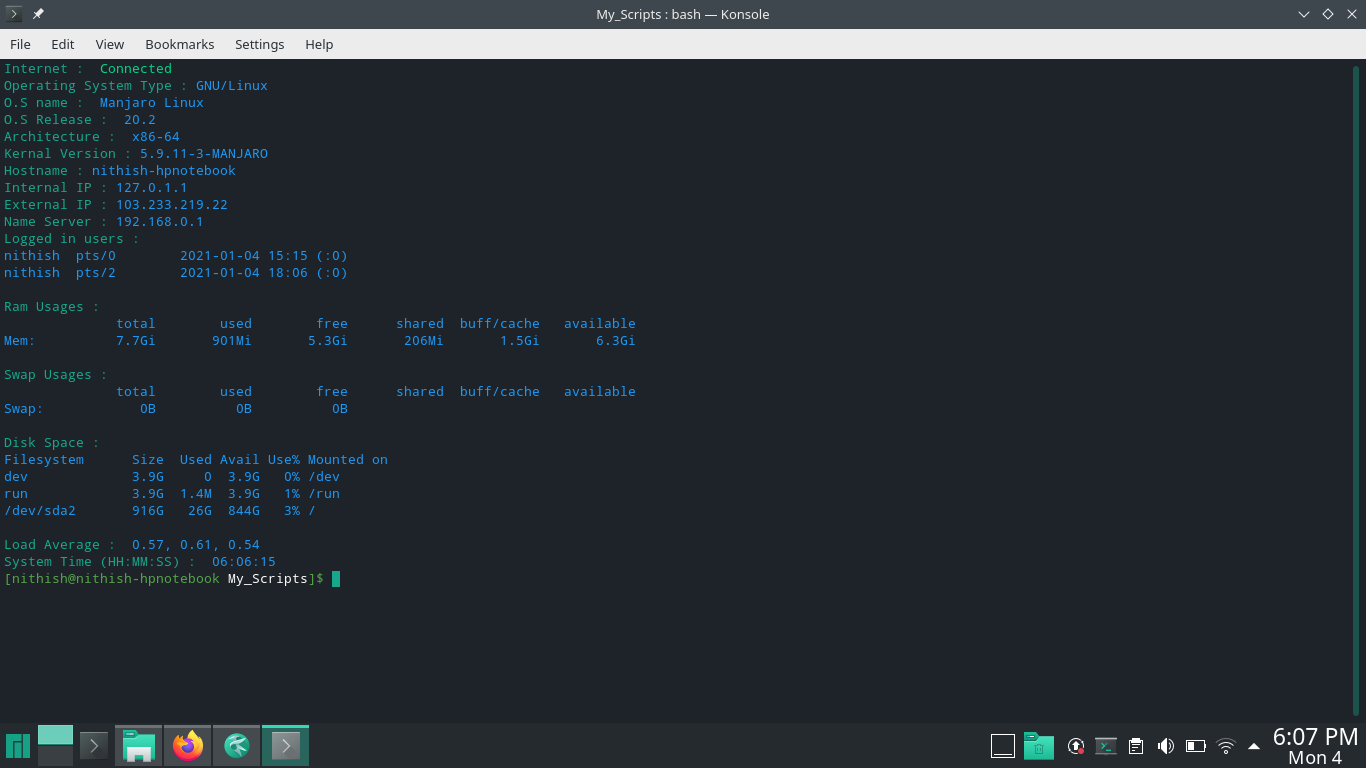 My_Scripts : bash — Konsole
File Edit View Bookmarks Settings Help
Internet :  Connected
Operating System Type : GNU/Linux
O.S name :  Manjaro Linux
O.S Release :  20.2
Architecture :  x86-64
Kernal Version : 5.9.11-3-MANJARO
Hostname : nithish-hpnotebook
Internal IP : 127.0.1.1
External IP : 103.233.219.22
Name Server : 192.168.0.1
Logged in users :
nithish  pts/0        2021-01-04 15:15 (:0)
nithish  pts/2        2021-01-04 18:06 (:0)
Ram Usages :
              total        used        free      shared  buff/cache   available
Mem:          7.7Gi       901Mi       5.3Gi       206Mi       1.5Gi       6.3Gi
Swap Usages :
              total        used        free      shared  buff/cache   available
Swap:            0B          0B          0B
Disk Space :
Filesystem      Size  Used Avail Use% Mounted on
dev             3.9G     0  3.9G   0% /dev
run             3.9G  1.4M  3.9G   1% /run
/dev/sda2       916G   26G  844G   3% /
Load Average :  0.57, 0.61, 0.54
System Time (HH:MM:SS) :  06:06:15
[nithish@nithish-hpnotebook My_Scripts]$
6:07 PM
Mon 4